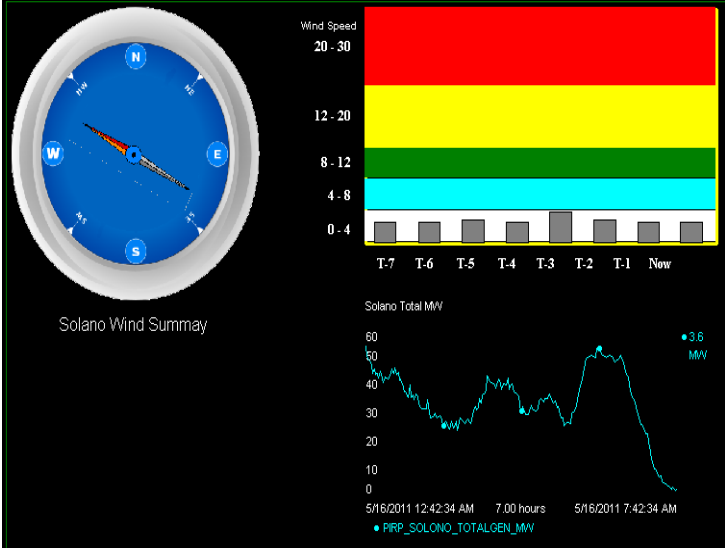 N
NW
NE
W
E
SW
SE
S
Solano Wind Summay
Wind Speed
20 - 30
12 - 20
8 - 12
4 - 8
0 - 4
T-7 T-6 T-5 T-4 T-3 T-2 T-1 Now
Solano Total MW
60
50
40
30
20
10
0
3.6
MW
5/16/2011 12:42:34 AM 7.00 hours 5/16/2011 7:42:34 AM
PIRP_SOLONO_TOTALGEN_MW